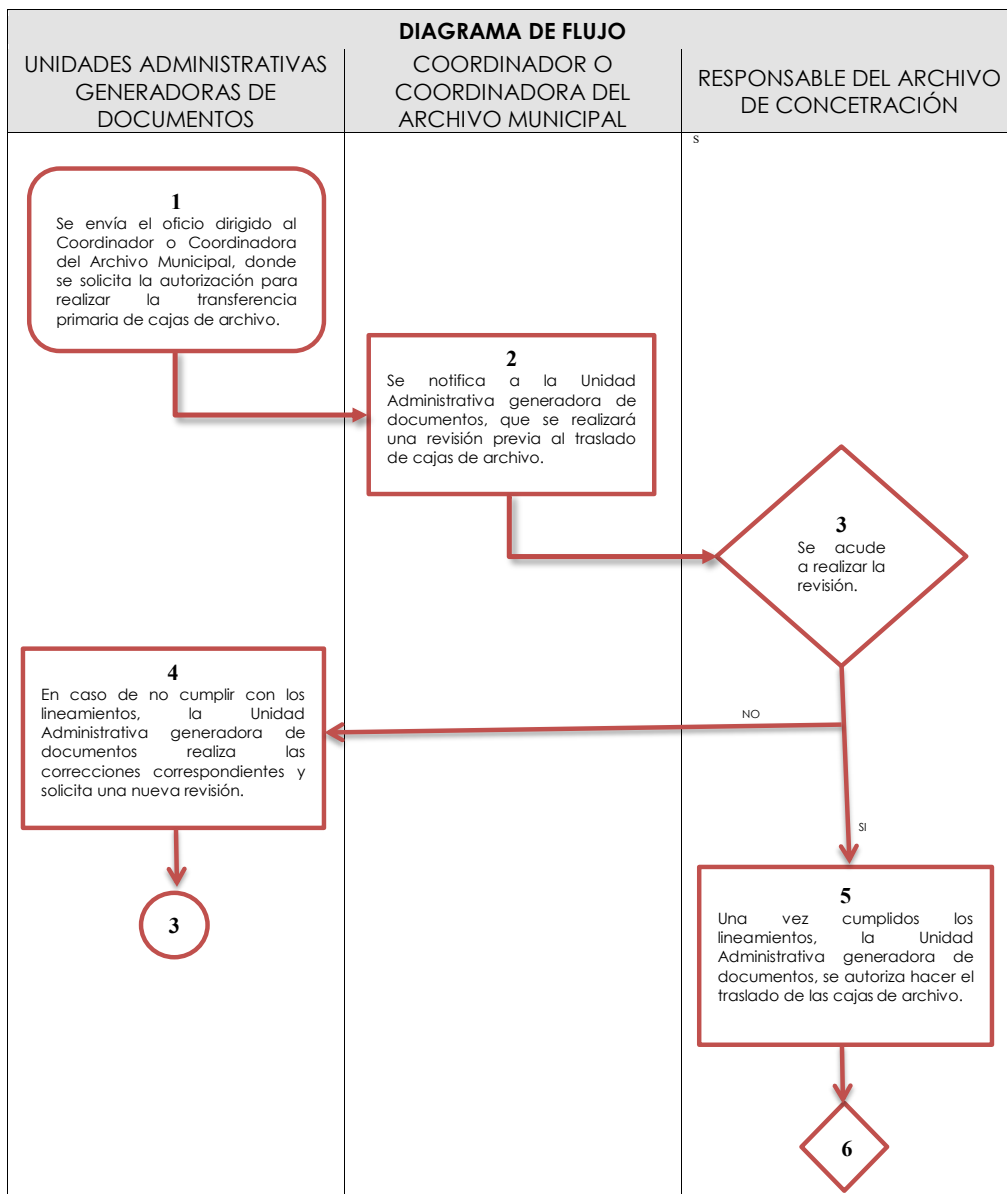 DIAGRAMA DE FLUJO
UNIDADES ADMINISTRATIVAS
GENERADORAS DE
DOCUMENTOS
COORDINADOR O
COORDINADORA DEL
ARCHIVO MUNICIPAL
RESPONSABLE DEL ARCHIVO
DE CONCETRACIÓN
s
1
Se envía el oficio dirigido al
Coordinador o Coordinadora
del Archivo Municipal, donde
se solicita la autorización para
realizar la transferencia
primaria de cajas de archivo.
2
Se notifica a la Unidad
Administrativa generadora de
documentos, que se realizará
una revisión previa al traslado
de cajas de archivo.
3
Se acude
a realizar la
revisión.
NO
4
En caso de no cumplir con los
lineamientos, la Unidad
Administrativa generadora de
documentos realiza las
correcciones correspondientes y
solicita una nueva revisión.
3
SI
5
Una vez cumplidos los
lineamientos, la Unidad
Administrativa generadora de
documentos, se autoriza hacer el
traslado de las cajas de archivo.
6